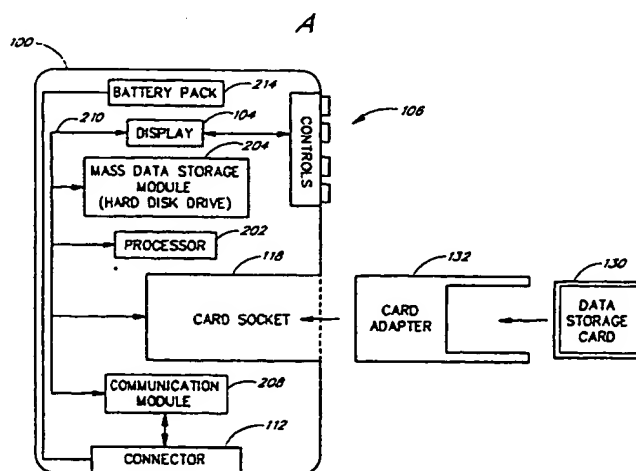 A
100
BATTERY PACK
214
210
104
DISPLAY
106
CONTROLS
204
MASS DATA STORAGE
MODULE
(HARD DISK DRIVE)
PROCESSOR
202
118
132
130
CARD SOCKET
CARD
ADAPTER
DATA
STORAGE
CARD
COMMUNICATION
MODULE
208
112
CONNECTOR